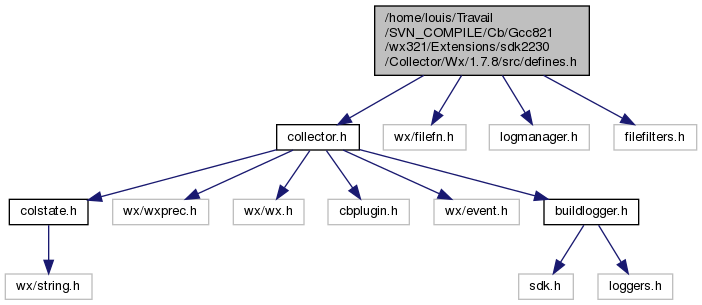 /home/louis/Travail
/SVN_COMPILE/Cb/Gcc821
/wx321/Extensions/sdk2230
/Collector/Wx/1.7.8/src/defines.h
collector.h
wx/filefn.h
logmanager.h
filefilters.h
colstate.h
wx/wxprec.h
wx/wx.h
cbplugin.h
wx/event.h
buildlogger.h
wx/string.h
sdk.h
loggers.h